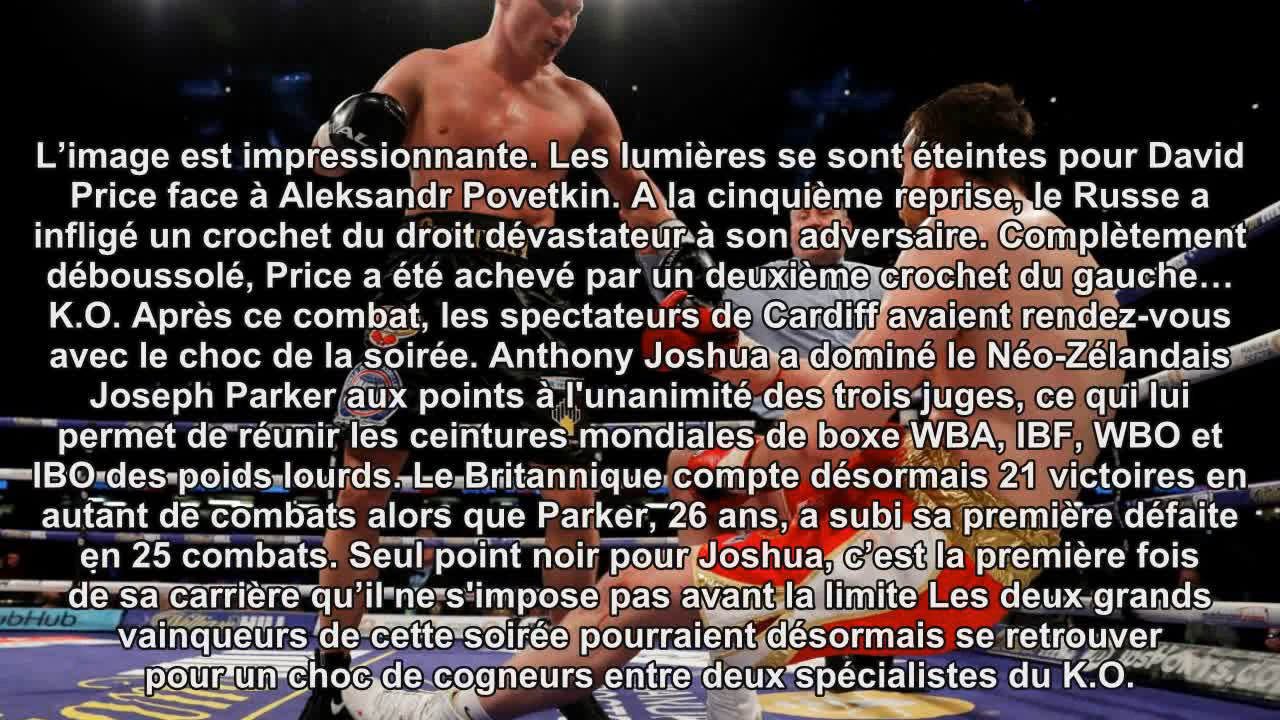 L’image est impressionnante. Les lumières se sont éteintes pour David
Price face à Aleksandr Povetkin. A la cinquième reprise, le Russe a
infligé un crochet du droit dévastateur à son adversaire. Complètement
déboussolé, Price a été achevé par un deuxième crochet du gauche…
K.O. Après ce combat, les spectateurs de Cardiff avaient rendez-vous
avec le choc de la soirée. Anthony Joshua a dominé le Néo-Zélandais
Joseph Parker aux points à l'unanimité des trois juges, ce qui lui
permet de réunir les ceintures mondiales de boxe WBA, IBF, WBO et
IBO des poids lourds. Le Britannique compte désormais 21 victoires en
autant de combats alors que Parker, 26 ans, a subi sa première défaite
en 25 combats. Seul point noir pour Joshua, c’est la première fois
de sa carrière qu’il ne s'impose pas avant la limite Les deux grands
vainqueurs de cette soirée pourraient désormais se retrouver
pour un choc de cogneurs entre deux spécialistes du K.O.